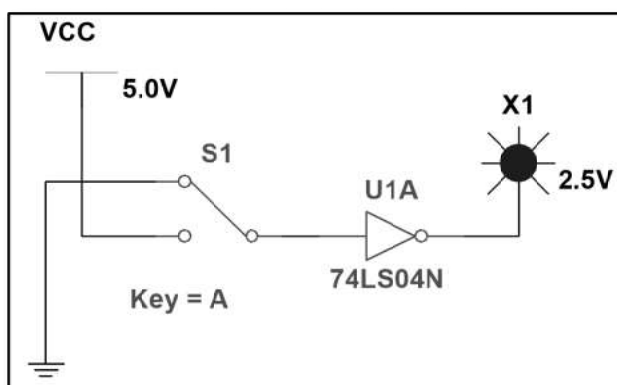 VCC
5.0V
X1
S1
U1A
2.5V
74LS04N
Key = A